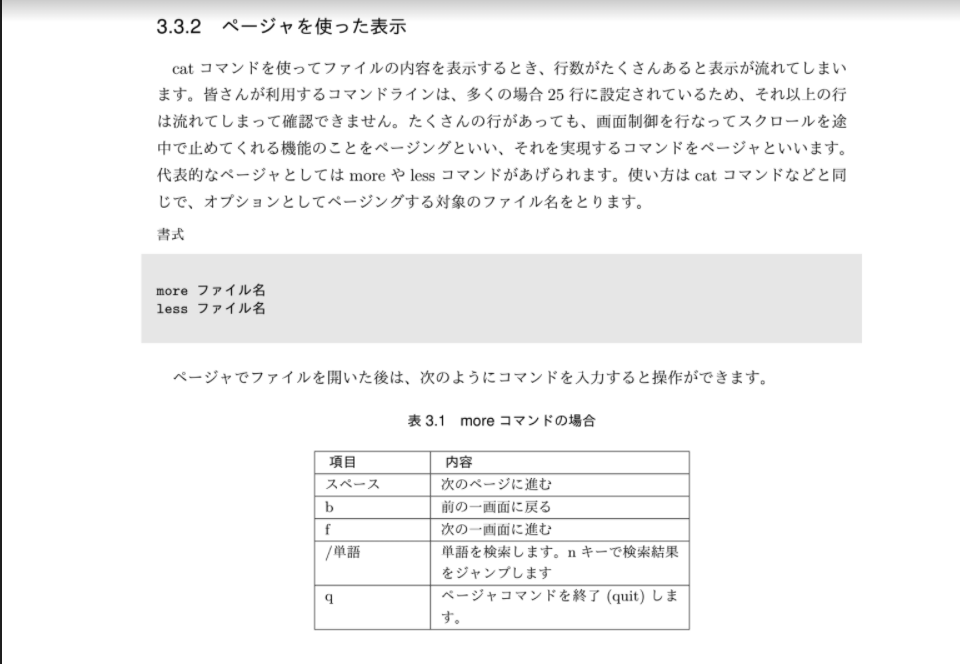 3.3.2 ページャを使った表示
cat コマンドを使ってファイルの内容を表示するとき、行数がたくさんあると表示が流れてしまい
ます。皆さんが利用するコマンドラインは、多くの場合 25 行に設定されているため、それ以上の行
は流れてしまって確認できません。たくさんの行があっても、画面制御を行なってスクロールを途
中で止めてくれる機能のことをページングといい、それを実現するコマンドをページャといいます。
代表的なページャとしては more や less コマンドがあげられます。使い方は cat コマンドなどと同
じで、オプションとしてページングする対象のファイル名をとります。
書式
more ファイル名
less ファイル名
ページャでファイルを開いた後は、次のようにコマンドを入力すると操作ができます。
表 3.1 more コマンドの場合
項目 内容
スペース 次のページに進む
b 前の一画面に戻る
f 次の一画面に進む
/単語 単語を検索します。n キーで検索結果
をジャンプします
q ページャコマンドを終了 (quit) しま
す。